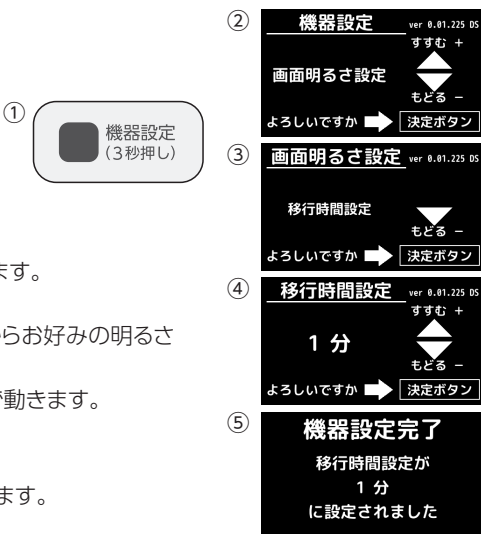 ①
機器設定
(3秒押し)
ます。
らお好みの明るさ
で動きます。
ます。
②
機器設定 ver 0.01.225 DS
すすむ +
画面明るさ設定
もどる −
よろしいですか 決定ボタン
③
画面明るさ設定 ver 0.01.225 DS
移行時間設定
もどる −
よろしいですか 決定ボタン
④
移行時間設定 ver 0.01.225 DS
すすむ +
1 分
もどる −
よろしいですか 決定ボタン
⑤
機器設定完了
移行時間設定が
1 分
に設定されました